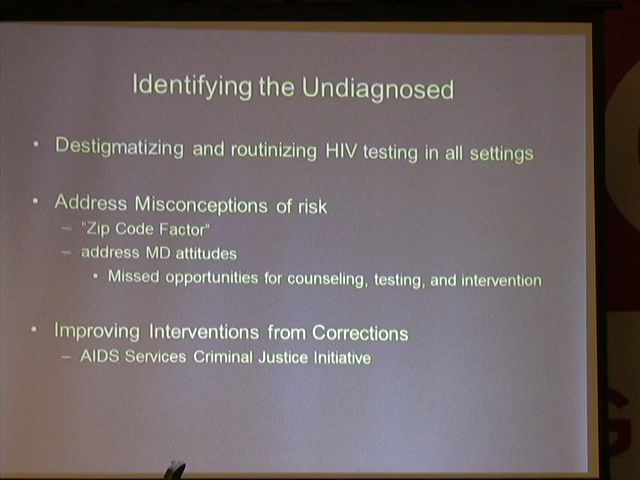 Identifying the Undiagnosed
• Destigmatizing and routinizing HIV testing in all settings
• Address Misconceptions of risk
– "Zip Code Factor"
– address MD attitudes
• Missed opportunities for counseling, testing, and intervention
• Improving Interventions from Corrections
– AIDS Services Criminal Justice Initiative
G